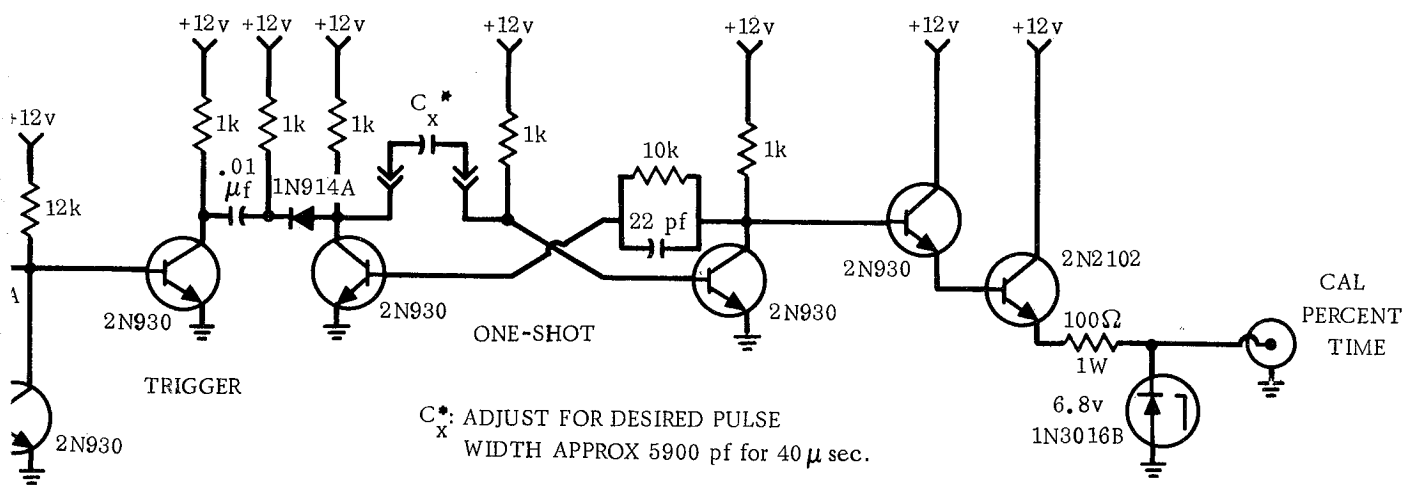 +12v
+12v
+12v
+12v
+12v
+12v
+12v
+12v
1k
1k
1k
C x *
1k
1k
12k
.01
μf
1N914A
10k
22 pf
A
2N930
2N930
ONE-SHOT
2N930
2N930
2N2102
TRIGGER
2N930
100Ω
1W
6.8v
1N3016B
CAL
PERCENT
TIME
C x *: ADJUST FOR DESIRED PULSE
WIDTH APPROX 5900 pf for 40 μ sec.